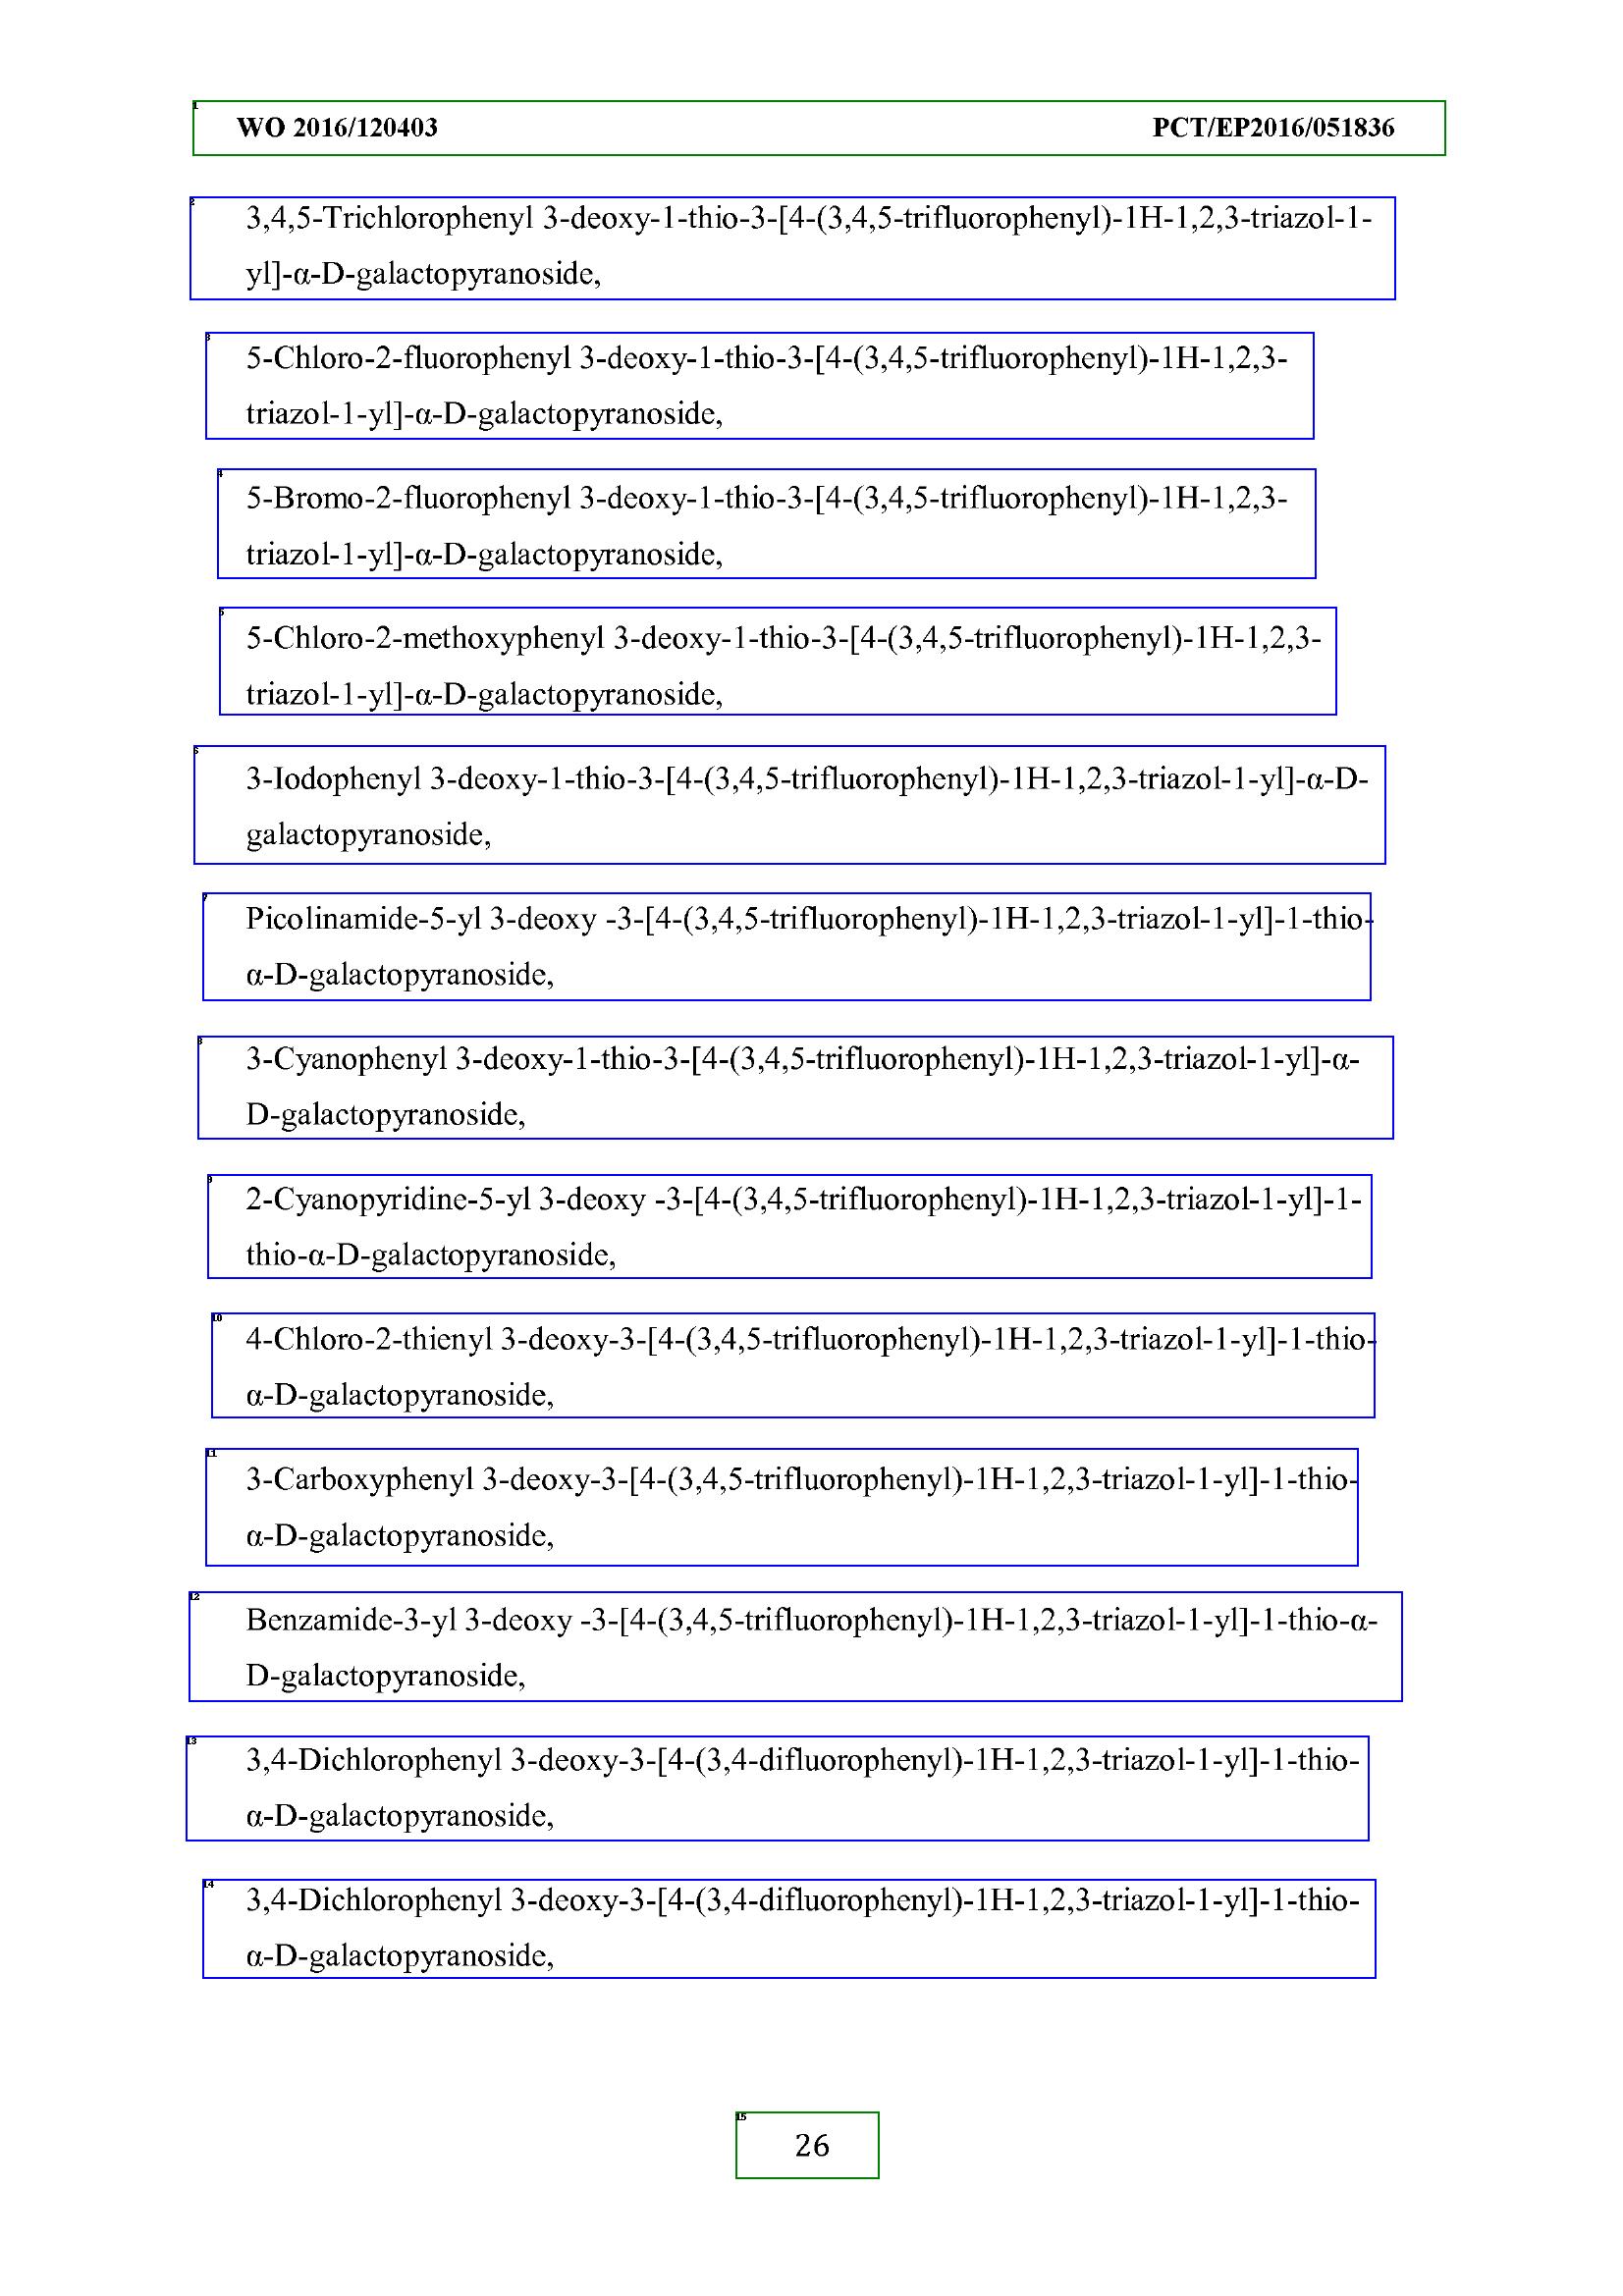 WO 2016/120403 PCT/EP2016/051836
3,4,5-Trichlorophenyl 3-deoxy-1-thio-3-[4-(3,4,5-trifluorophenyl)-1H-1,2,3-triazol-1-
yl]-α-D-galactopyranoside,
5-Chloro-2-fluorophenyl 3-deoxy-1-thio-3-[4-(3,4,5-trifluorophenyl)-1H-1,2,3-
triazol-1-yl]-α-D-galactopyranoside,
5-Bromo-2-fluorophenyl 3-deoxy-1-thio-3-[4-(3,4,5-trifluorophenyl)-1H-1,2,3-
triazol-1-yl]-α-D-galactopyranoside,
5-Chloro-2-methoxyphenyl 3-deoxy-1-thio-3-[4-(3,4,5-trifluorophenyl)-1H-1,2,3-
triazol-1-yl]-α-D-galactopyranoside,
3-Iodophenyl 3-deoxy-1-thio-3-[4-(3,4,5-trifluorophenyl)-1H-1,2,3-triazol-1-yl]-α-D-
galactopyranoside,
Picolinamide-5-yl 3-deoxy -3-[4-(3,4,5-trifluorophenyl)-1H-1,2,3-triazol-1-yl]-1-thio-
α-D-galactopyranoside,
3-Cyanophenyl 3-deoxy-1-thio-3-[4-(3,4,5-trifluorophenyl)-1H-1,2,3-triazol-1-yl]-α-
D-galactopyranoside,
2-Cyanopyridine-5-yl 3-deoxy -3-[4-(3,4,5-trifluorophenyl)-1H-1,2,3-triazol-1-yl]-1-
thio-α-D-galactopyranoside,
4-Chloro-2-thienyl 3-deoxy-3-[4-(3,4,5-trifluorophenyl)-1H-1,2,3-triazol-1-yl]-1-thio-
α-D-galactopyranoside,
3-Carboxyphenyl 3-deoxy-3-[4-(3,4,5-trifluorophenyl)-1H-1,2,3-triazol-1-yl]-1-thio-
α-D-galactopyranoside,
Benzamide-3-yl 3-deoxy -3-[4-(3,4,5-trifluorophenyl)-1H-1,2,3-triazol-1-yl]-1-thio-α-
D-galactopyranoside,
3,4-Dichlorophenyl 3-deoxy-3-[4-(3,4-difluorophenyl)-1H-1,2,3-triazol-1-yl]-1-thio-
α-D-galactopyranoside,
3,4-Dichlorophenyl 3-deoxy-3-[4-(3,4-difluorophenyl)-1H-1,2,3-triazol-1-yl]-1-thio-
α-D-galactopyranoside,
26